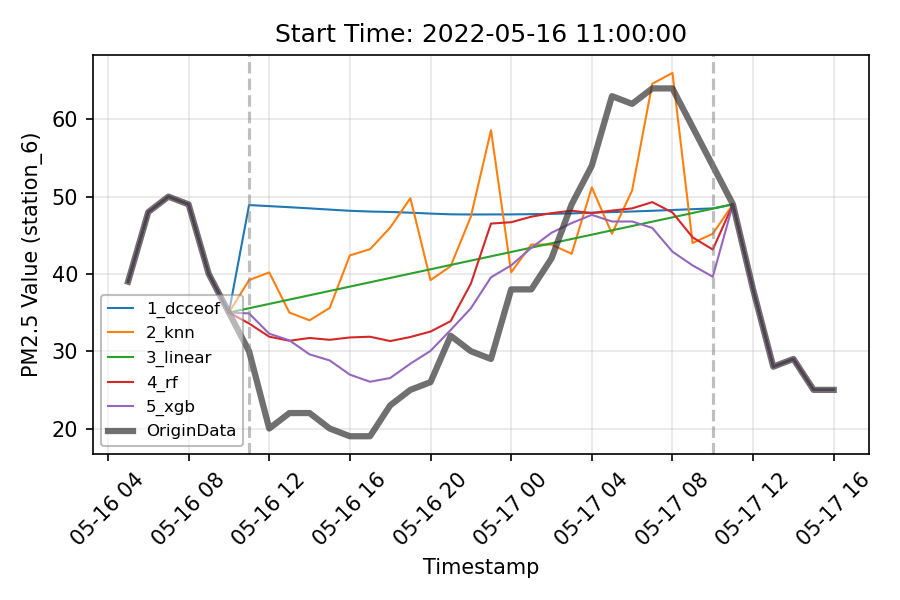 Start Time: 2022-05-16 11:00:00
PM2.5 Value (station_6)
60
50
40
30
20
1_dcceof
2_knn
3_linear
4_rf
5_xgb
OriginData
05-16 04
05-16 08
05-16 12
05-16 16
05-16 20
05-17 00
05-17 04
05-17 08
05-17 12
05-17 16
Timestamp